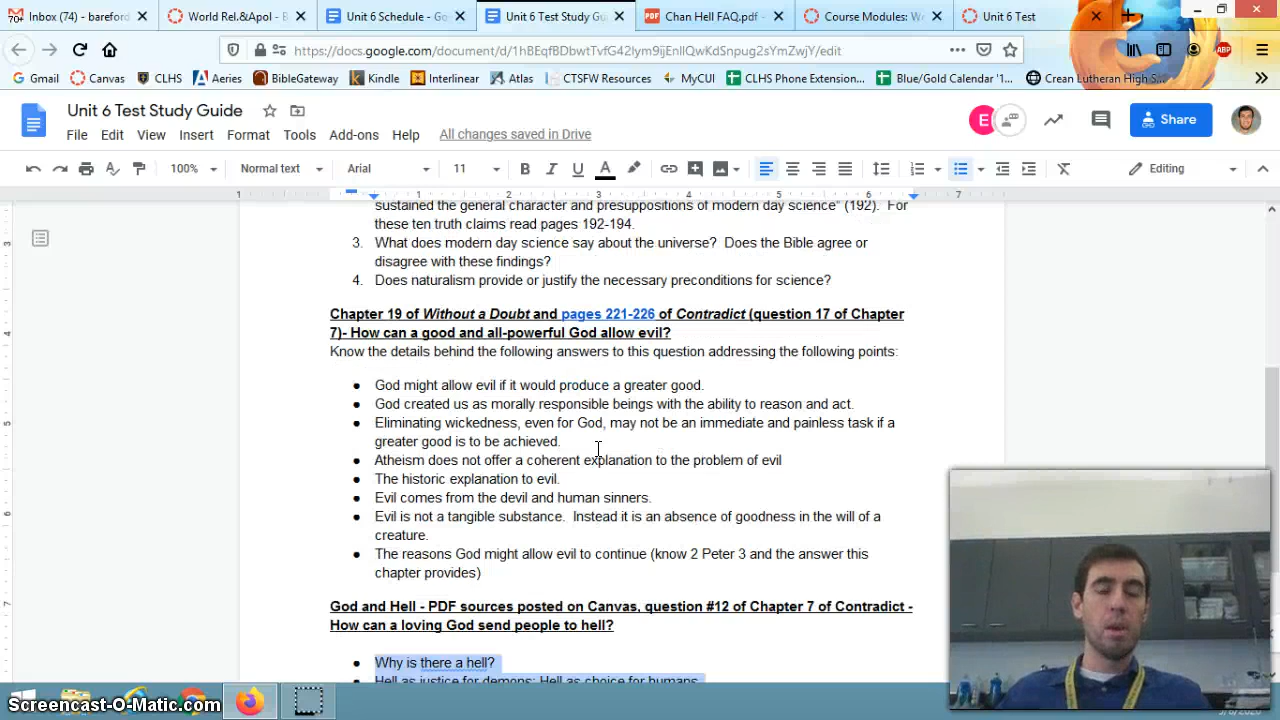 70+
Inbox (74) - bareford
World Rel.&Apol - B
Unit 6 Schedule - Go
Unit 6 Test Study Gu
Chan Hell FAQ.pdf
Course Modules: W
Unit 6 Test
https://docs.google.com/document/d/
/edit
ABP
Gmail
Canvas
CLHS
Aeries
BibleGateway
Kindle
Interlinear
Atlas
CTSFW Resources
MyCUI
CLHS Phone Extension...
Blue/Gold Calendar '1...
Crean Lutheran High S...
Unit 6 Test Study Guide
File Edit View Insert Format Tools Add-ons Help
All changes saved in Drive
E
Share
100%
Normal text
Arial
B I U A
Editing
1 1 2 3 4 5 6 7
sustained the general character and presuppositions of modern day science" (192). For
these ten truth claims read pages 192-194.
3. What does modern day science say about the universe? Does the Bible agree or
disagree with these findings?
4. Does naturalism provide or justify the necessary preconditions for science?
Chapter 19 of Without a Doubt and pages 221-226 of Contradict (question 17 of Chapter
7)- How can a good and all-powerful God allow evil?
Know the details behind the following answers to this question addressing the following points:
● God might allow evil if it would produce a greater good.
● God created us as morally responsible beings with the ability to reason and act.
● Eliminating wickedness, even for God, may not be an immediate and painless task if a
greater good is to be achieved.
● Atheism does not offer a coherent explanation to the problem of evil
● The historic explanation to evil.
● Evil comes from the devil and human sinners.
● Evil is not a tangible substance. Instead it is an absence of goodness in the will of a
creature.
● The reasons God might allow evil to continue (know 2 Peter 3 and the answer this
chapter provides)
God and Hell - PDF sources posted on Canvas, question #12 of Chapter 7 of Contradict -
How can a loving God send people to hell?
● Why is there a hell?
● Hell as justice for demons; Hell as choice for humans
Screencast-O-Matic.com